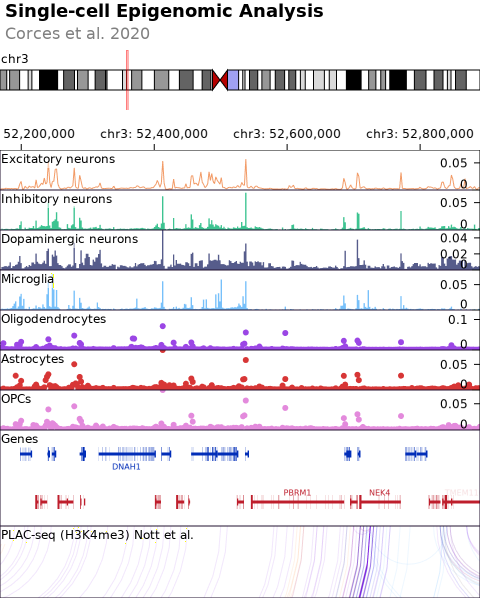 Single-cell Epigenomic Analysis
Corces et al. 2020
chr3
52,200,000 chr3: 52,400,000 chr3: 52,600,000 chr3: 52,800,000
Excitatory neurons 0.05
0
Inhibitory neurons 0.05
0
Dopaminergic neurons 0.04
0.02
0
Microglia 0.05
0
Oligodendrocytes 0.1
0
Astrocytes 0.05
0
OPCs 0.05
0
Genes
DNAH1
PBRM1 NEK4
PLAC-seq (H3K4me3) Nott et al.